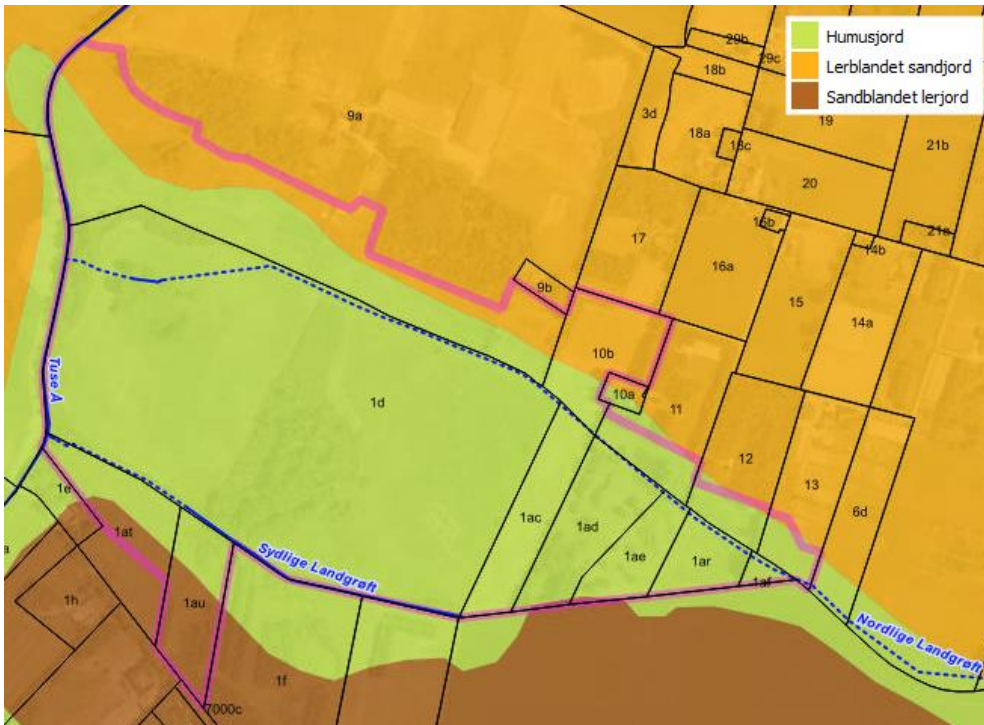 Humusjord
Lerblandet sandjord
Sandblandet lerjord
29b
29c
18b
3d
9a
18a
18c
19
21b
20
16b
21a
17
14b
16a
15
9b
14a
10b
10a
11
1d
Tuse Å
12
13
6d
1e
1ac
1ad
1at
1ae
1ar
1af
Sydlige Landgrøft
a
1h
1au
Nordlige Landgrøft
1f
7000c